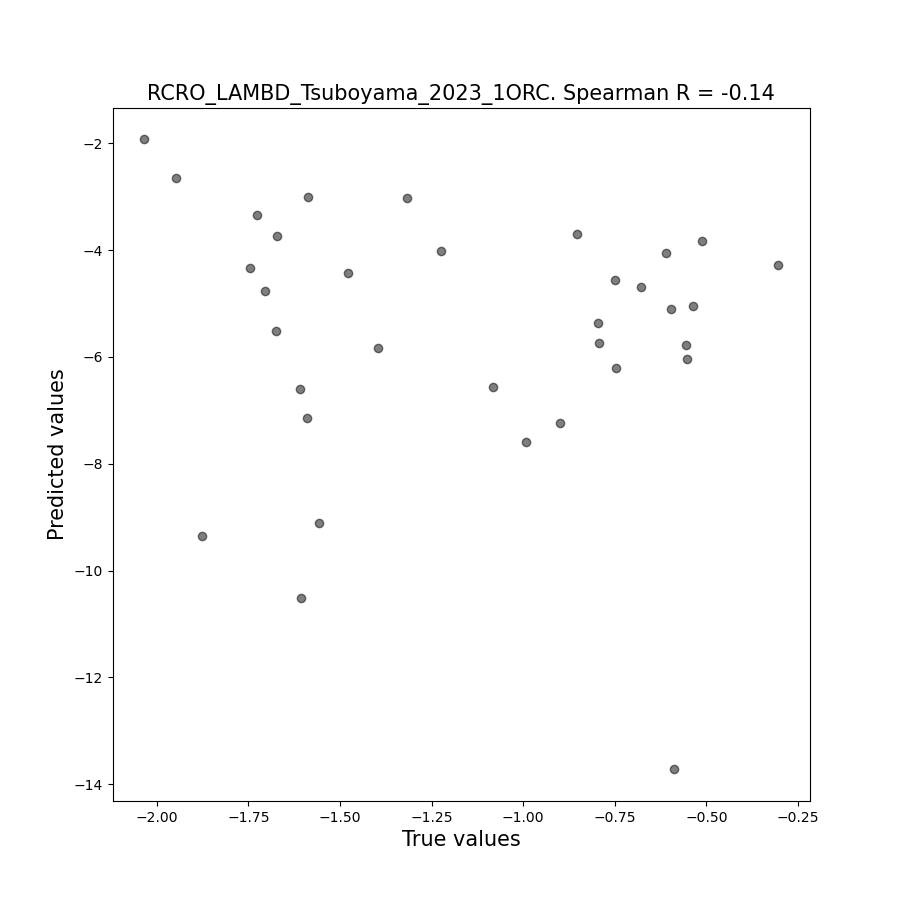 RCRO_LAMBD_Tsuboyama_2023_1ORC. Spearman R = -0.14
−2
−4
−6
−8
−10
−12
−14
Predicted values
−2.00 −1.75 −1.50 −1.25 −1.00 −0.75 −0.50 −0.25
True values